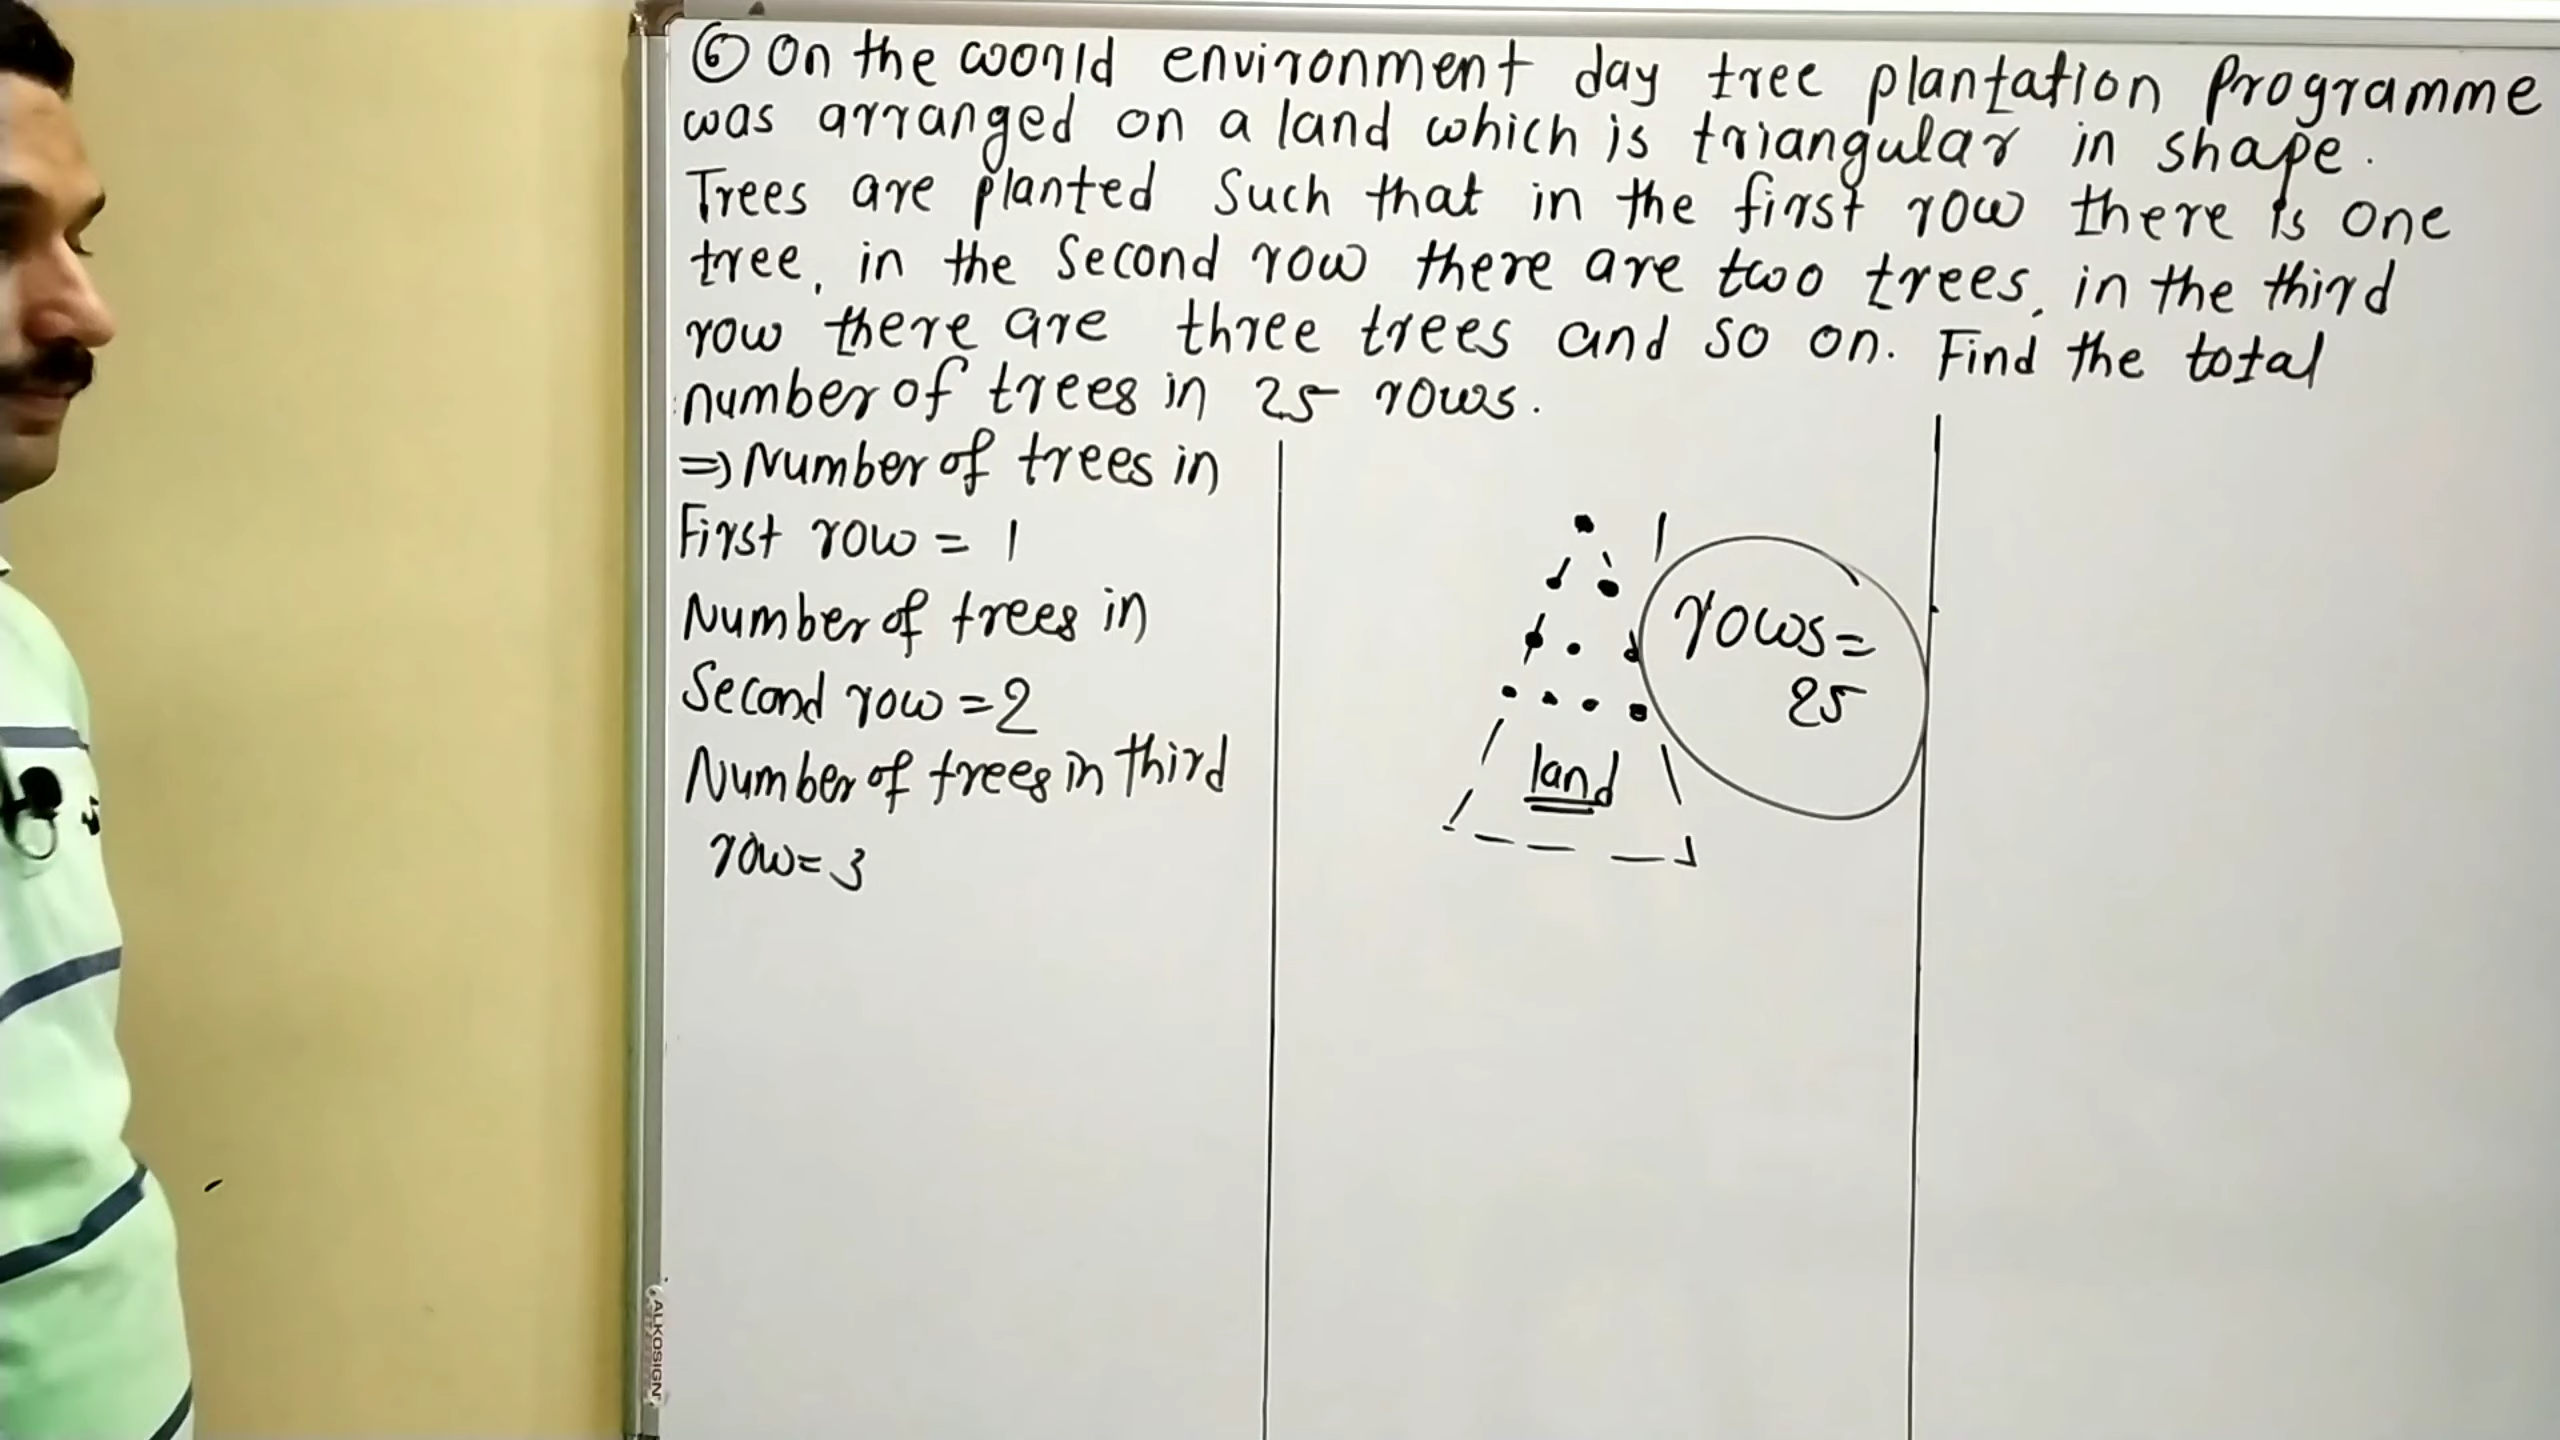 ⑥ On the world environment day tree plantation Programme
was arranged on a land which is triangular in shape.
Trees are planted Such that in the first row there is one
tree, in the Second row there are two trees, in the third
row there are three trees and so on. Find the total
number of trees in 25 rows.
⇒ Number of trees in
First row = 1
Number of trees in
Second row = 2
Number of trees in third
row = 3
rows =
25
land
ALKOSIGN